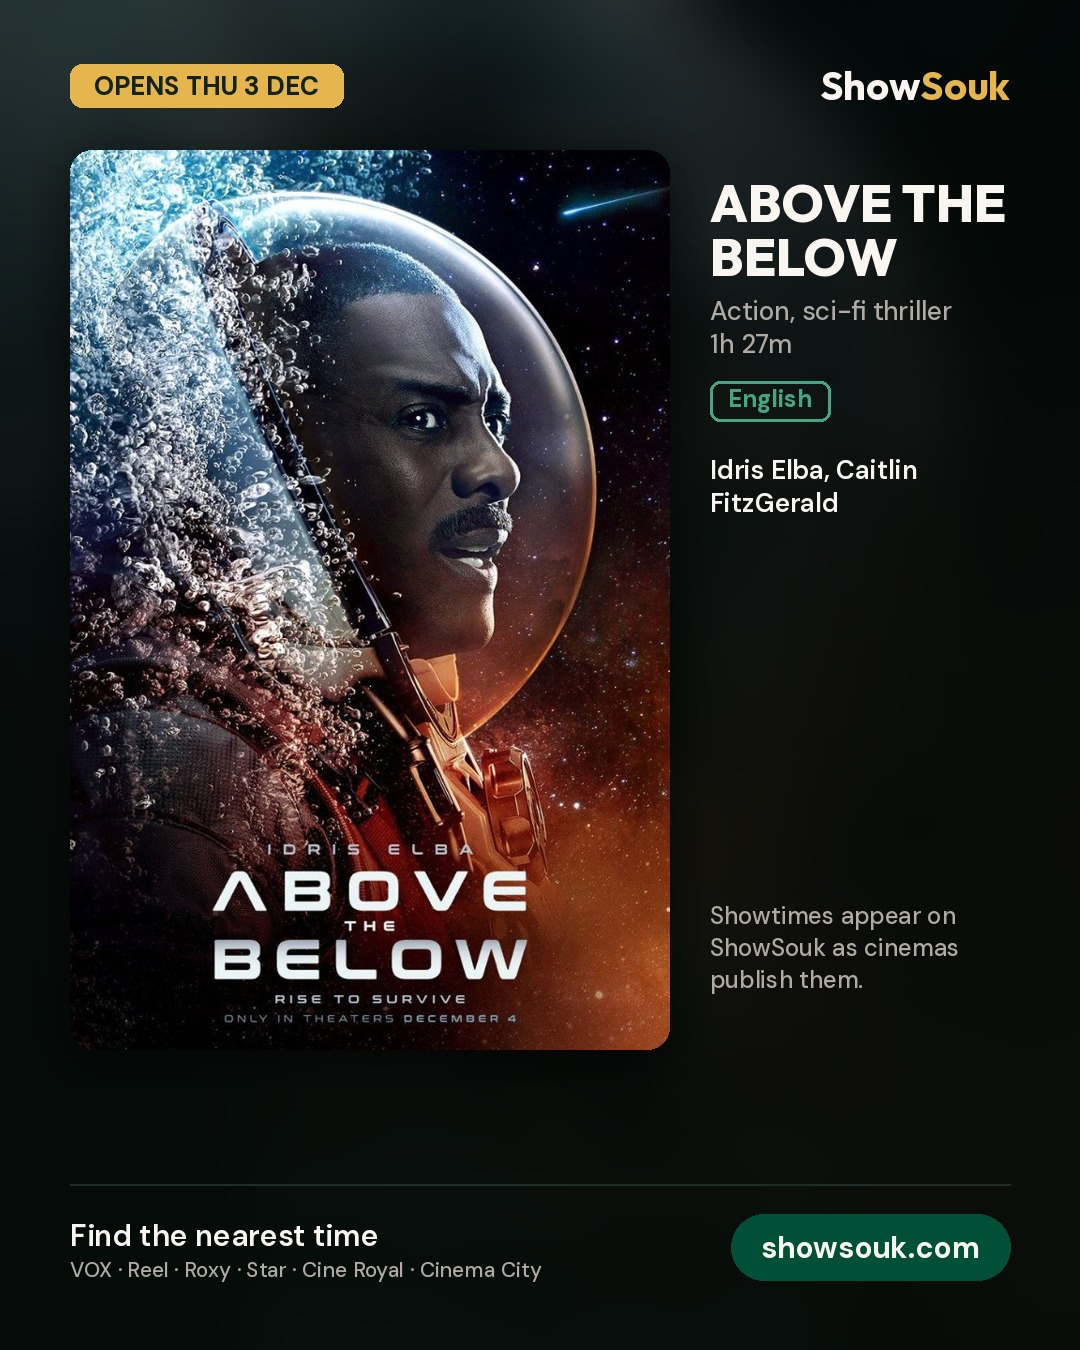 OPENS THU 3 DEC
ShowSouk
IDRIS ELBA
ABOVE
THE
BELOW
RISE TO SURVIVE
ONLY IN THEATERS DECEMBER 4
ABOVE THE
BELOW
Action, sci-fi thriller
1h 27m
English
Idris Elba, Caitlin
FitzGerald
Showtimes appear on
ShowSouk as cinemas
publish them.
Find the nearest time
VOX · Reel · Roxy · Star · Cine Royal · Cinema City
showsouk.com